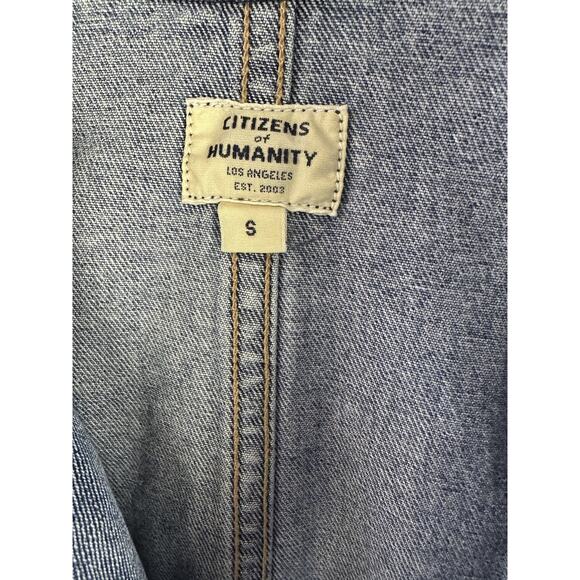 CITIZENS
of
HUMANITY
LOS ANGELES
EST. 2003
S